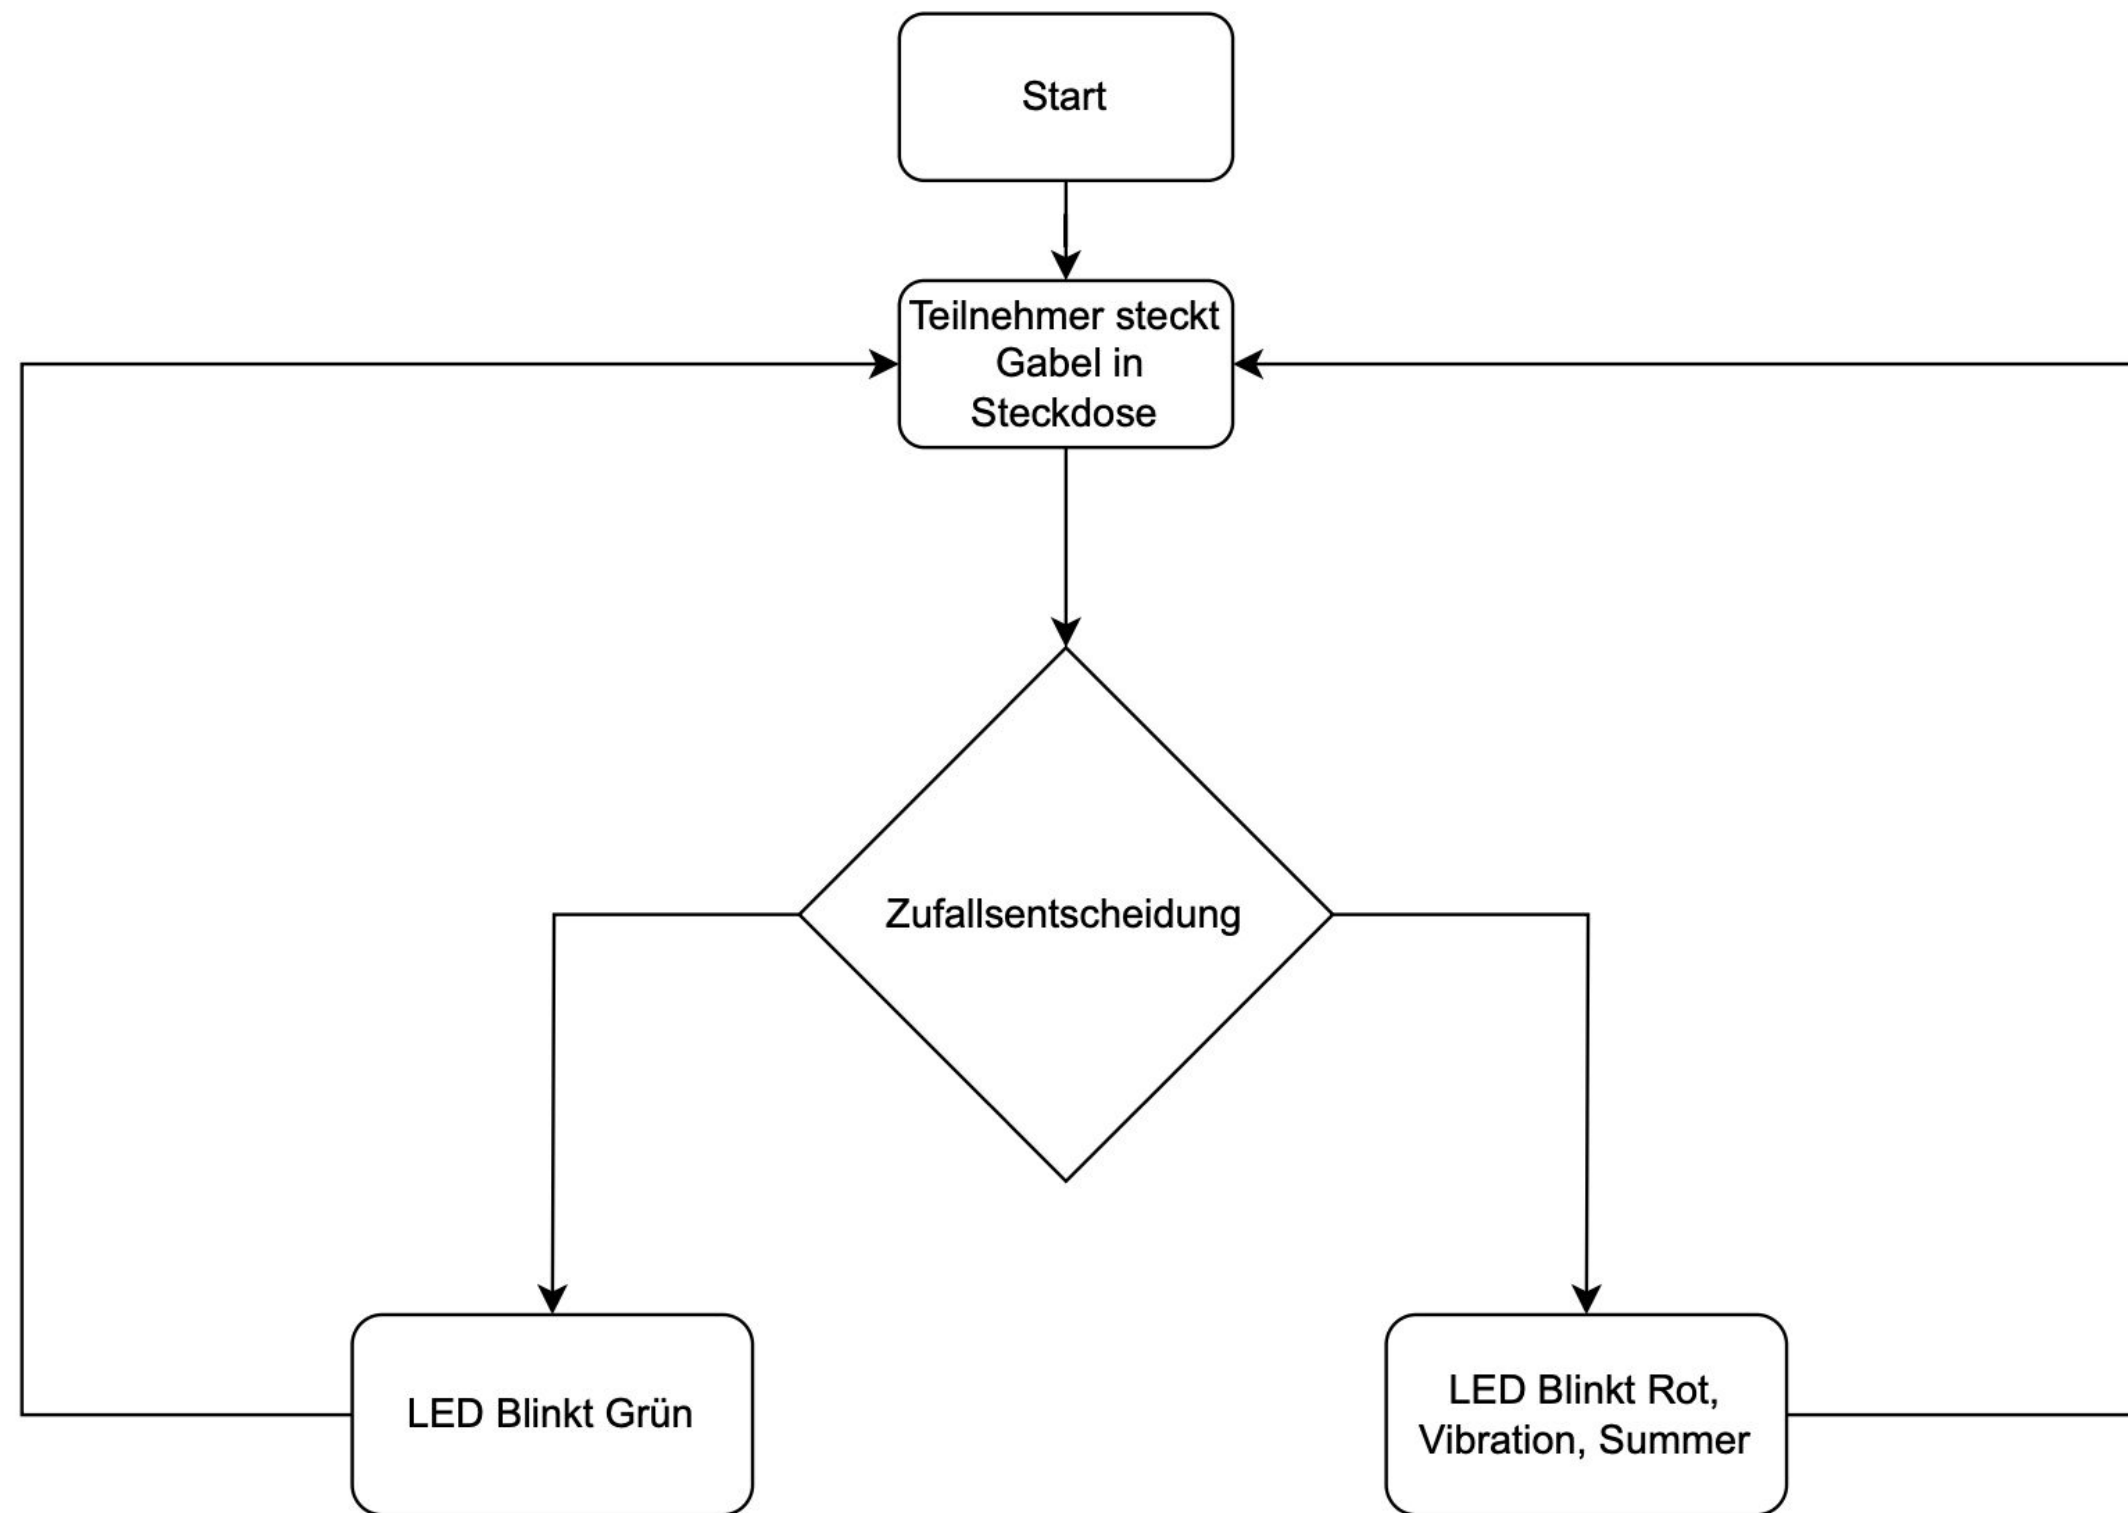 Start
Teilnehmer steckt
Gabel in
Steckdose
Zufallsentscheidung
LED Blinkt Grün
LED Blinkt Rot,
Vibration, Summer